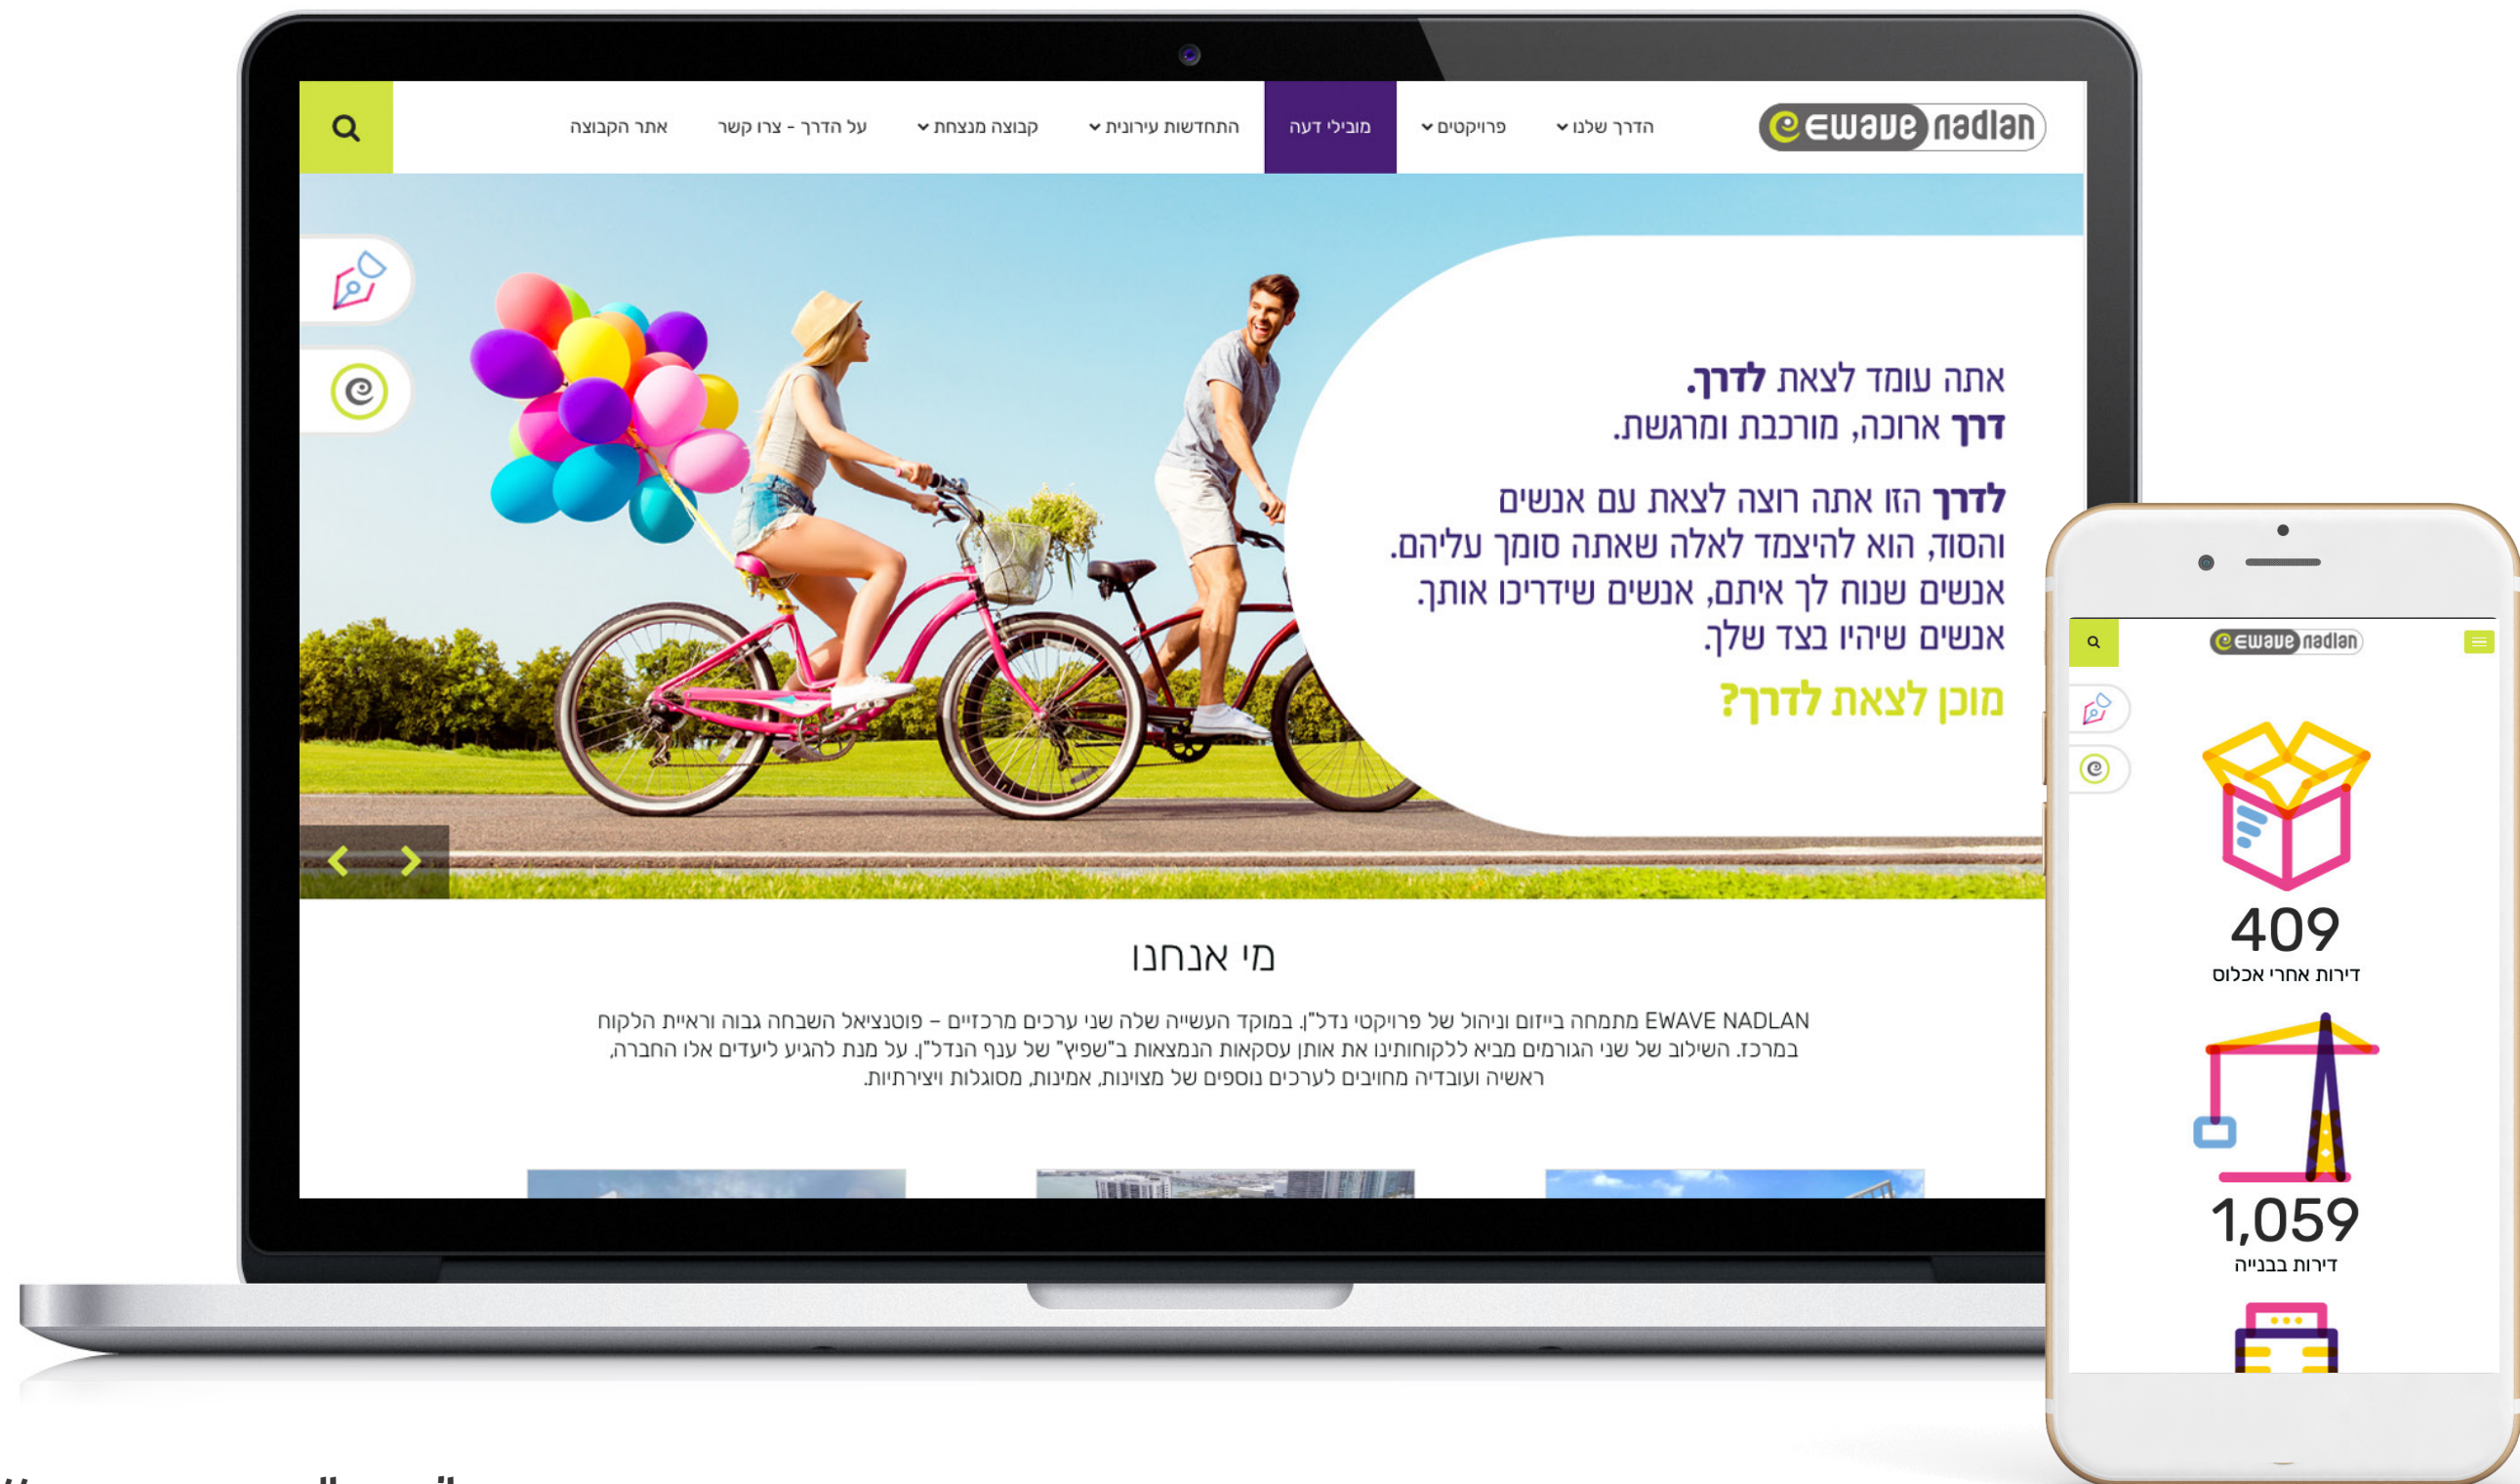 ewave nadlan
הדרך שלנו
פרויקטים
מובילי דעה
התחדשות עירונית
קבוצה מנצחת
על הדרך - צרו קשר
אתר הקבוצה
אתה עומד לצאת לדרך.
דרך ארוכה, מורכבת ומרגשת.
לדרך הזו אתה רוצה לצאת עם אנשים
והסוד, הוא להיצמד לאלה שאתה סומך עליהם.
אנשים שנוח לך איתם, אנשים שידריכו אותך.
אנשים שיהיו בצד שלך.
מוכן לצאת לדרך?
מי אנחנו
EWAVE NADLAN מתמחה בייזום וניהול של פרויקטי נדל"ן. במוקד העשייה שלה שני ערכים מרכזיים – פוטנציאל השבחה גבוה וראיית הלקוח
במרכז. השילוב של שני הגורמים מביא ללקוחותינו את אותן עסקאות הנמצאות ב"שפיץ" של ענף הנדל"ן. על מנת להגיע ליעדים אלו החברה,
ראשיה ועובדיה מחויבים לערכים נוספים של מצוינות, אמינות, מסוגלות ויצירתיות.
ewave nadlan
409
דירות אחרי אכלוס
1,059
דירות בבנייה